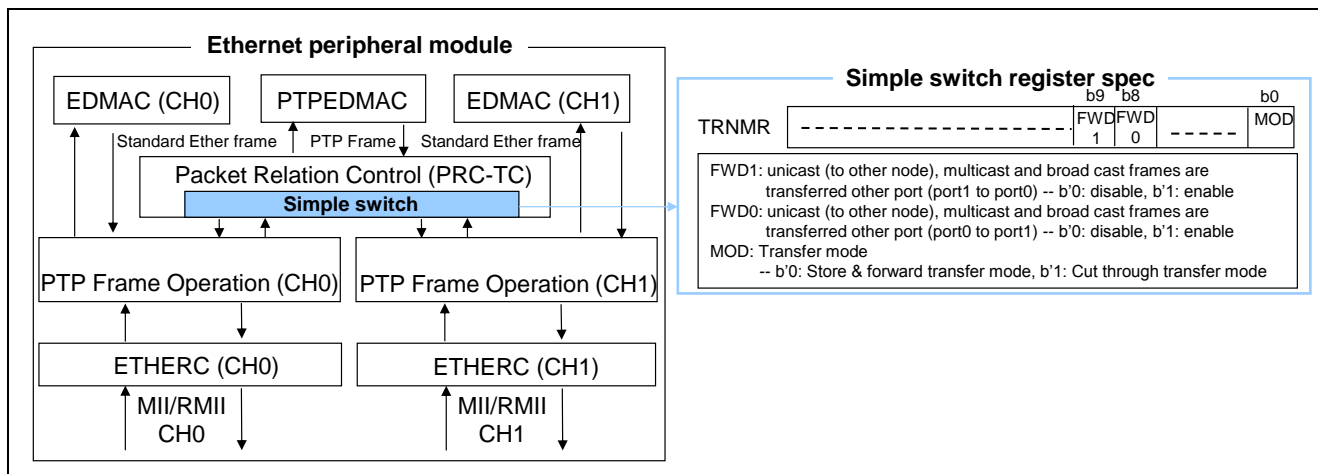 Ethernet peripheral module
EDMAC (CH0)
PTPEDMAC
EDMAC (CH1)
Standard Ether frame
PTP Frame
Standard Ether frame
Packet Relation Control (PRC-TC)
Simple switch
PTP Frame Operation (CH0)
PTP Frame Operation (CH1)
ETHERC (CH0)
ETHERC (CH1)
MII/RMII
CH0
MII/RMII
CH1
Simple switch register spec
b9 b8 b0
TRNMR
FWD
1
FWD
0
MOD
FWD1: unicast (to other node), multicast and broad cast frames are
transferred other port (port1 to port0) -- b'0: disable, b'1: enable
FWD0: unicast (to other node), multicast and broad cast frames are
transferred other port (port0 to port1) -- b'0: disable, b'1: enable
MOD: Transfer mode
-- b'0: Store & forward transfer mode, b'1: Cut through transfer mode